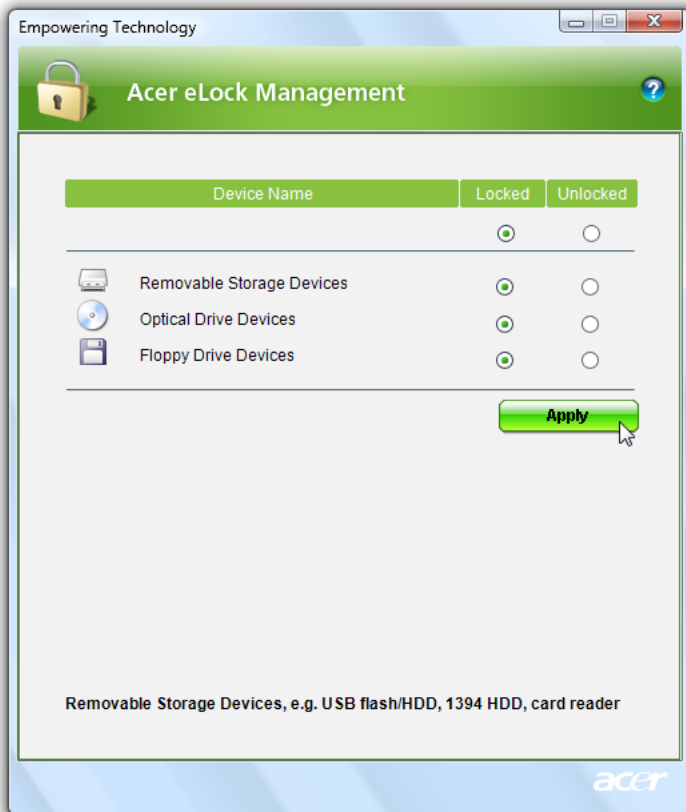 Empowering Technology
Acer eLock Management
?
Device Name Locked Unlocked
Removable Storage Devices
Optical Drive Devices
Floppy Drive Devices
Apply
Removable Storage Devices, e.g. USB flash/HDD, 1394 HDD, card reader
acer